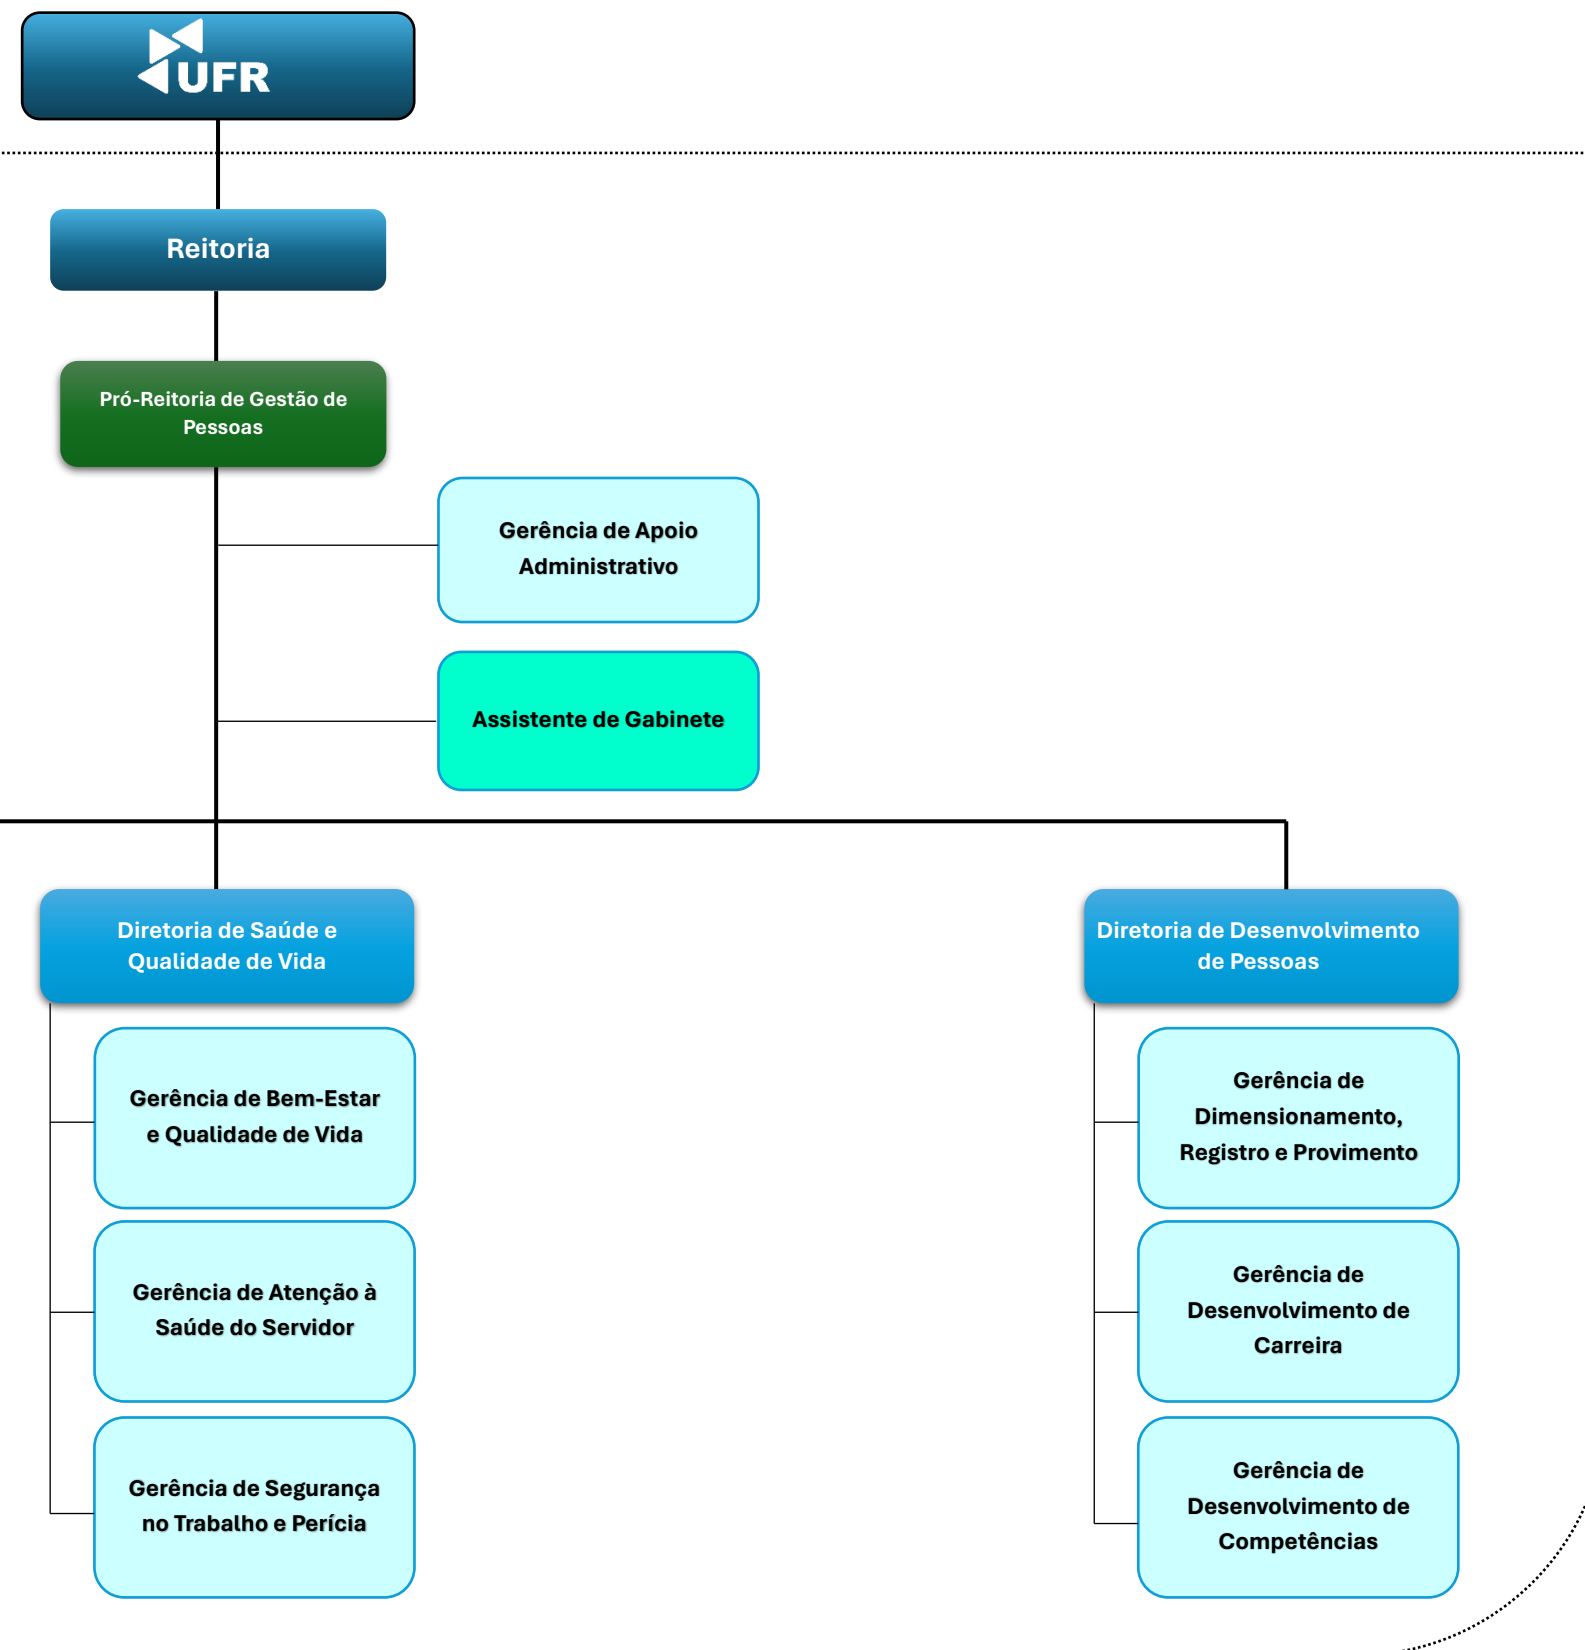 UFR
Reitoria
Pró-Reitoria de Gestão de
Pessoas
Gerência de Apoio
Administrativo
Assistente de Gabinete
Diretoria de Saúde e
Qualidade de Vida
Gerência de Bem-Estar
e Qualidade de Vida
Gerência de Atenção à
Saúde do Servidor
Gerência de Segurança
no Trabalho e Perícia
Diretoria de Desenvolvimento
de Pessoas
Gerência de
Dimensionamento,
Registro e Provimento
Gerência de
Desenvolvimento de
Carreira
Gerência de
Desenvolvimento de
Competências